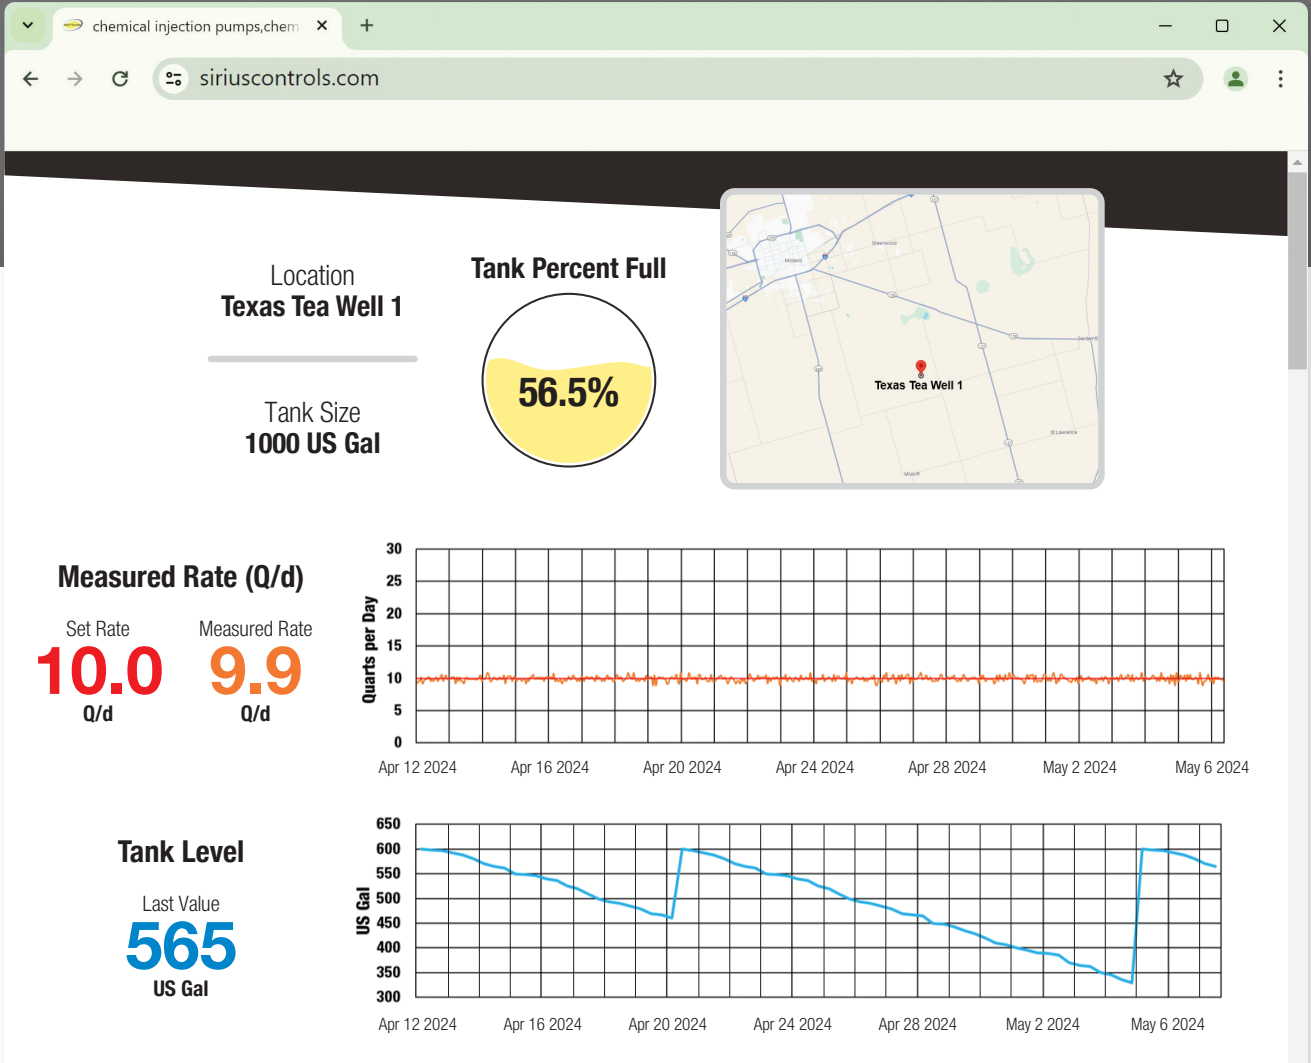 chemical injection pumps,chem
siriuscontrols.com
Location
Texas Tea Well 1
Tank Size
1000 US Gal
Tank Percent Full
56.5%
Midland
Greenwood
Texas Tea Well 1
St Lawrence
Midkiff
Measured Rate (Q/d)
Set Rate
10.0
Q/d
Measured Rate
9.9
Q/d
Quarts per Day
30
25
20
15
10
5
0
Apr 12 2024 Apr 16 2024 Apr 20 2024 Apr 24 2024 Apr 28 2024 May 2 2024 May 6 2024
Tank Level
Last Value
565
US Gal
US Gal
650
600
550
500
450
400
350
300
Apr 12 2024 Apr 16 2024 Apr 20 2024 Apr 24 2024 Apr 28 2024 May 2 2024 May 6 2024